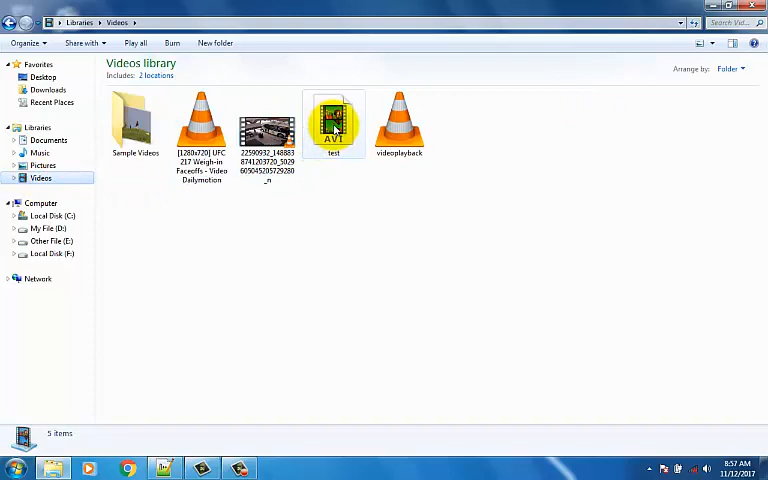 Libraries Videos
Search Vid...
Organize Share with Play all Burn New folder
Favorites
Desktop
Downloads
Recent Places
Libraries
Documents
Music
Pictures
Videos
Computer
Local Disk (C:)
My File (D:)
Other File (E:)
Local Disk (F:)
Network
Videos library
Includes: 2 locations
Arrange by: Folder
Sample Videos
[1280x720] UFC
217 Weigh-in
Faceoffs - Video
Dailymotion
22590932_148883
8741203720_5029
605045205729280
_n
AVI
test
videoplayback
5 items
8:57 AM
11/12/2017